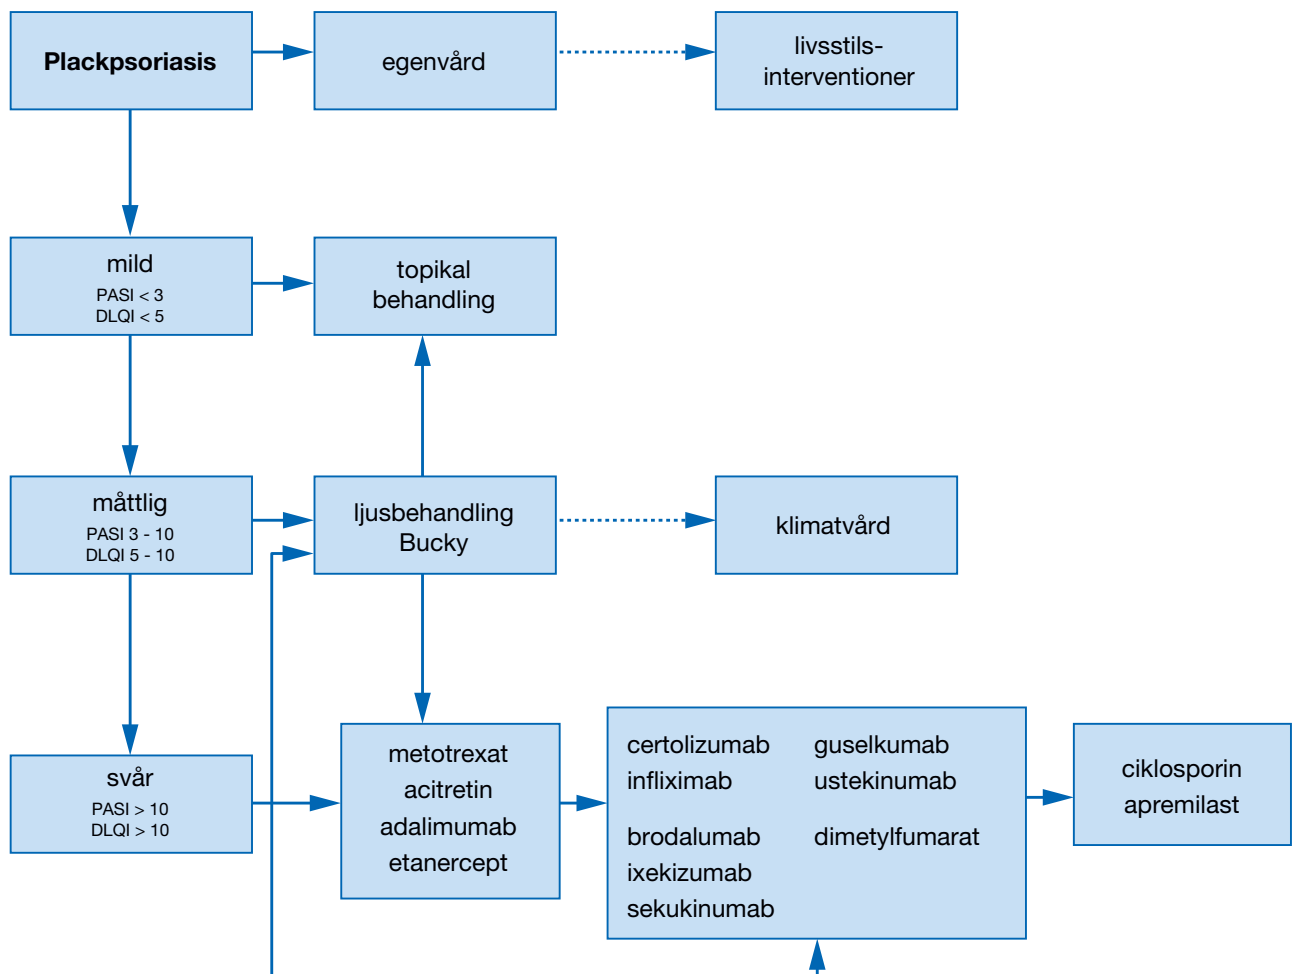 Plackpsoriasis
egenvård
livsstils-
interventioner
mild
PASI < 3
DLQI < 5
topikal
behandling
måttlig
PASI 3 - 10
DLQI 5 - 10
ljusbehandling
Bucky
klimatvård
svår
PASI > 10
DLQI > 10
metotrexat
acitretin
adalimumab
etanercept
certolizumab
infliximab
brodalumab
ixekizumab
sekukinumab
guselkumab
ustekinumab
dimetylfumarat
ciklosporin
apremilast